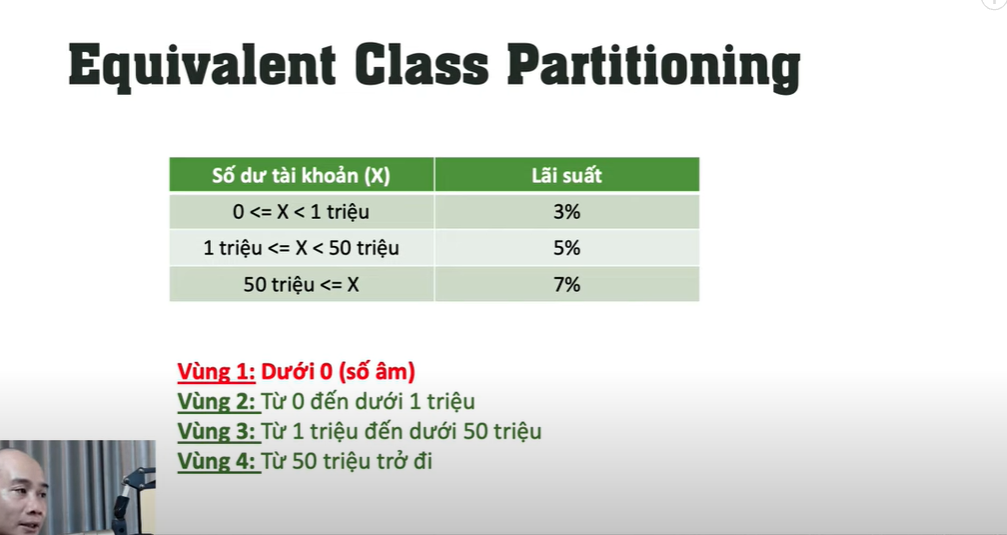 Equivalent Class Partitioning
Số dư tài khoản (X) Lãi suất
0 <= X < 1 triệu 3%
1 triệu <= X < 50 triệu 5%
50 triệu <= X 7%
Vùng 1: Dưới 0 (số âm)
Vùng 2: Từ 0 đến dưới 1 triệu
Vùng 3: Từ 1 triệu đến dưới 50 triệu
Vùng 4: Từ 50 triệu trở đi